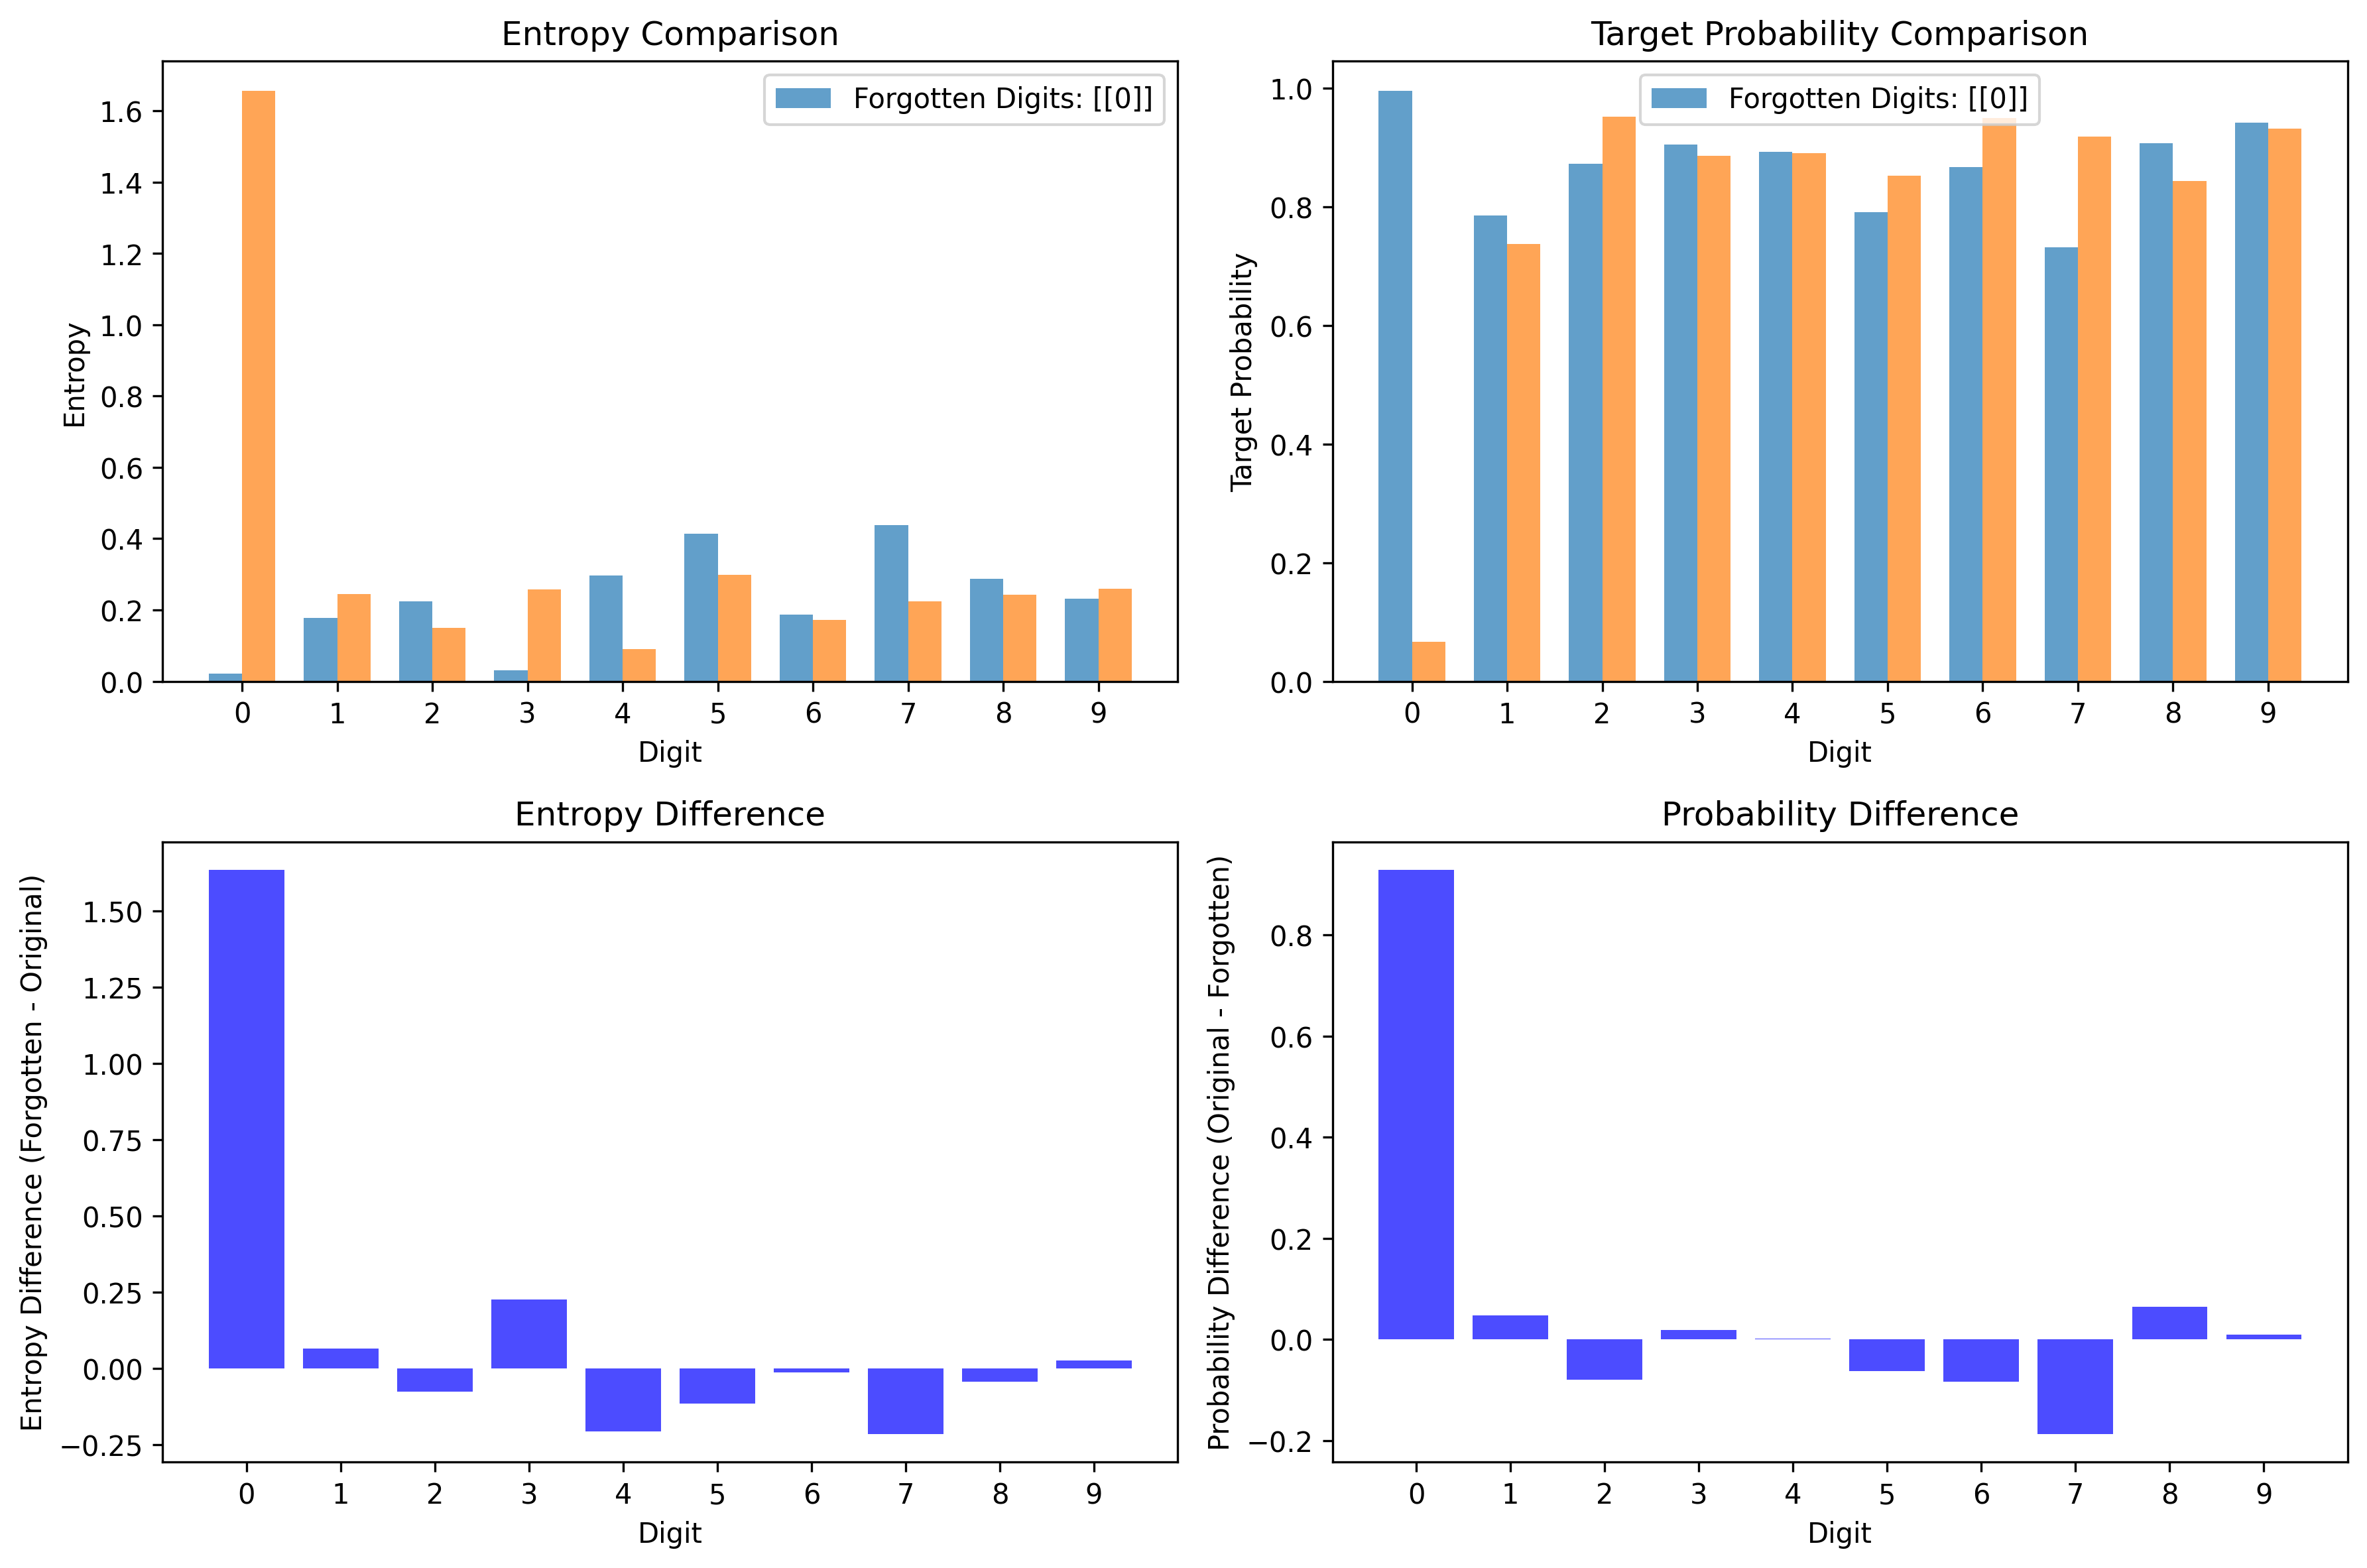 Entropy Comparison
Entropy
1.6
1.4
1.2
1.0
0.8
0.6
0.4
0.2
0.0
Forgotten Digits: [[0]]
0 1 2 3 4 5 6 7 8 9
Digit
Target Probability Comparison
Target Probability
1.0
0.8
0.6
0.4
0.2
0.0
Forgotten Digits: [[0]]
0 1 2 3 4 5 6 7 8 9
Digit
Entropy Difference
Entropy Difference (Forgotten - Original)
1.50
1.25
1.00
0.75
0.50
0.25
0.00
−0.25
0 1 2 3 4 5 6 7 8 9
Digit
Probability Difference
Probability Difference (Original - Forgotten)
0.8
0.6
0.4
0.2
0.0
−0.2
0 1 2 3 4 5 6 7 8 9
Digit